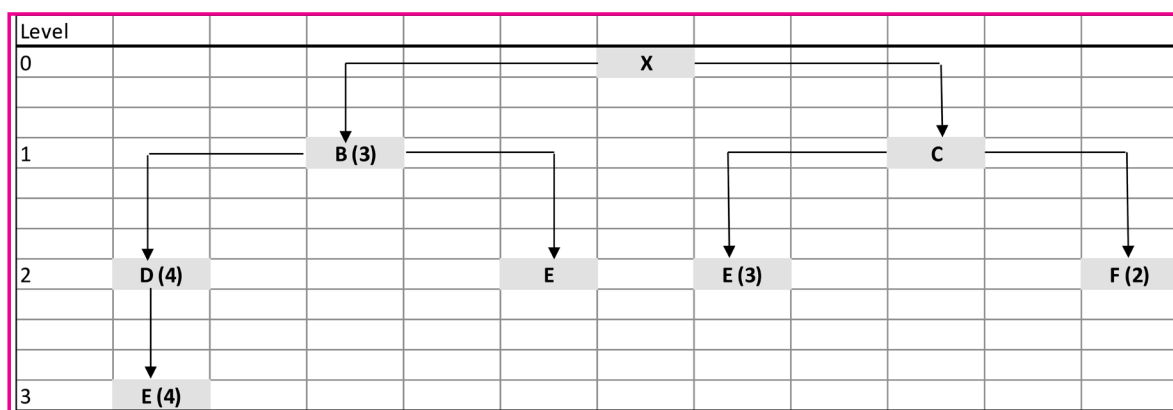 Level
0 X
1 B (3) C
2 D (4) E E (3) F (2)
3 E (4)